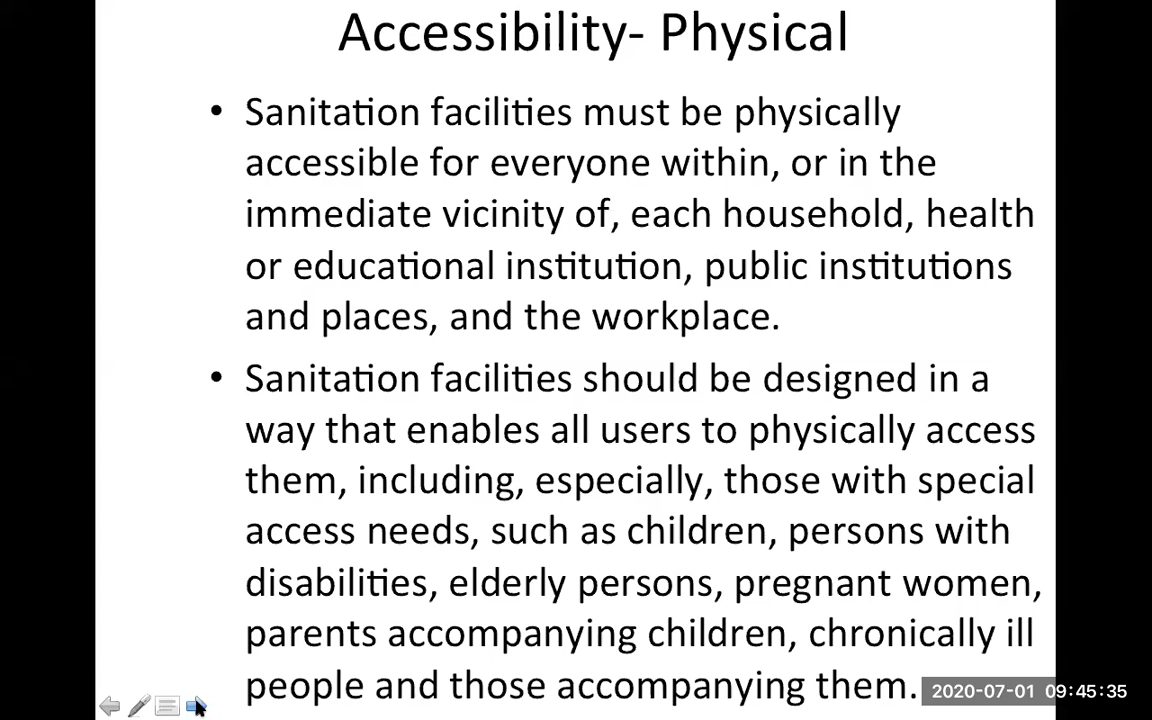 Accessibility- Physical
• Sanitation facilities must be physically
accessible for everyone within, or in the
immediate vicinity of, each household, health
or educational institution, public institutions
and places, and the workplace.
• Sanitation facilities should be designed in a
way that enables all users to physically access
them, including, especially, those with special
access needs, such as children, persons with
disabilities, elderly persons, pregnant women,
parents accompanying children, chronically ill
people and those accompanying them.
2020-07-01 09:45:35